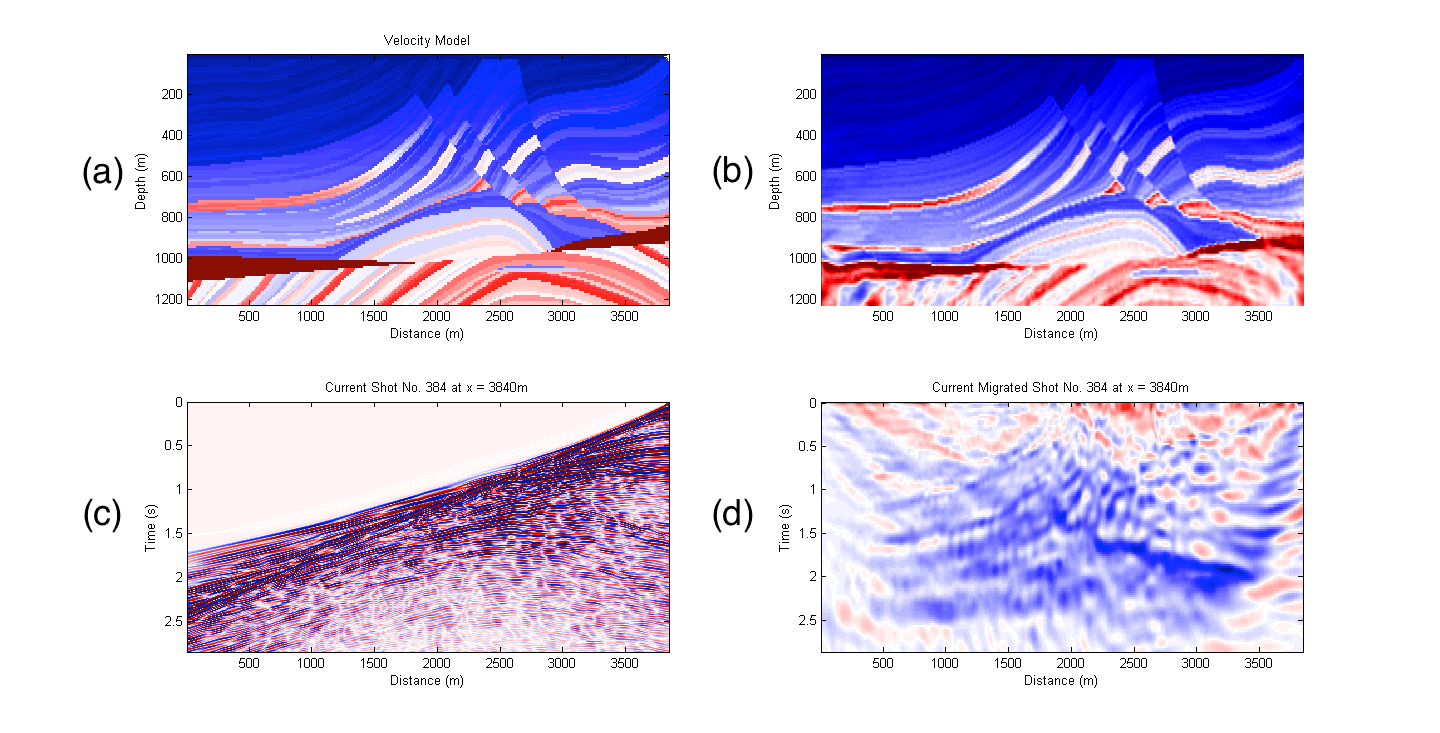 Velocity Model
(a)
Depth (m)
200
400
600
800
1000
1200
500 1000 1500 2000 2500 3000 3500
Distance (m)
(b)
Depth (m)
200
400
600
800
1000
1200
500 1000 1500 2000 2500 3000 3500
Distance (m)
Current Shot No. 384 at x = 3840m
(c)
Time (s)
0
0.5
1
1.5
2
2.5
500 1000 1500 2000 2500 3000 3500
Distance (m)
Current Migrated Shot No. 384 at x = 3840m
(d)
Time (s)
0
0.5
1
1.5
2
2.5
500 1000 1500 2000 2500 3000 3500
Distance (m)